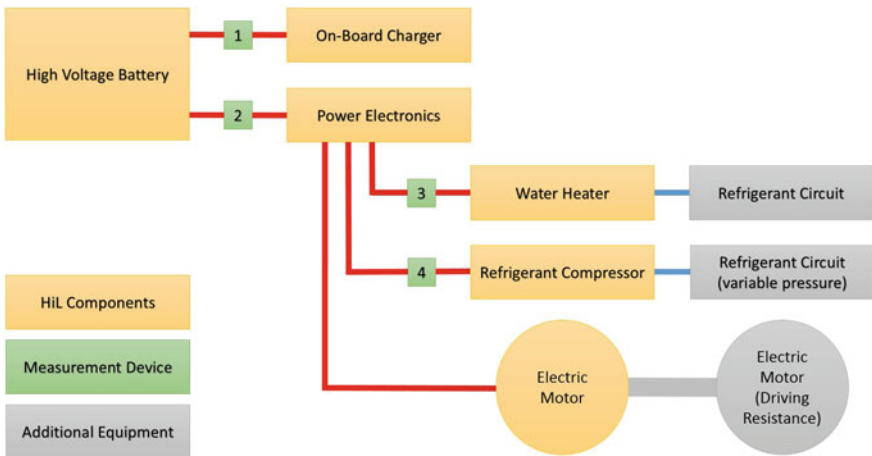 High Voltage Battery
1
On-Board Charger
2
Power Electronics
3
Water Heater
Refrigerant Circuit
4
Refrigerant Compressor
Refrigerant Circuit
(variable pressure)
HiL Components
Measurement Device
Additional Equipment
Electric
Motor
Electric
Motor
(Driving
Resistance)